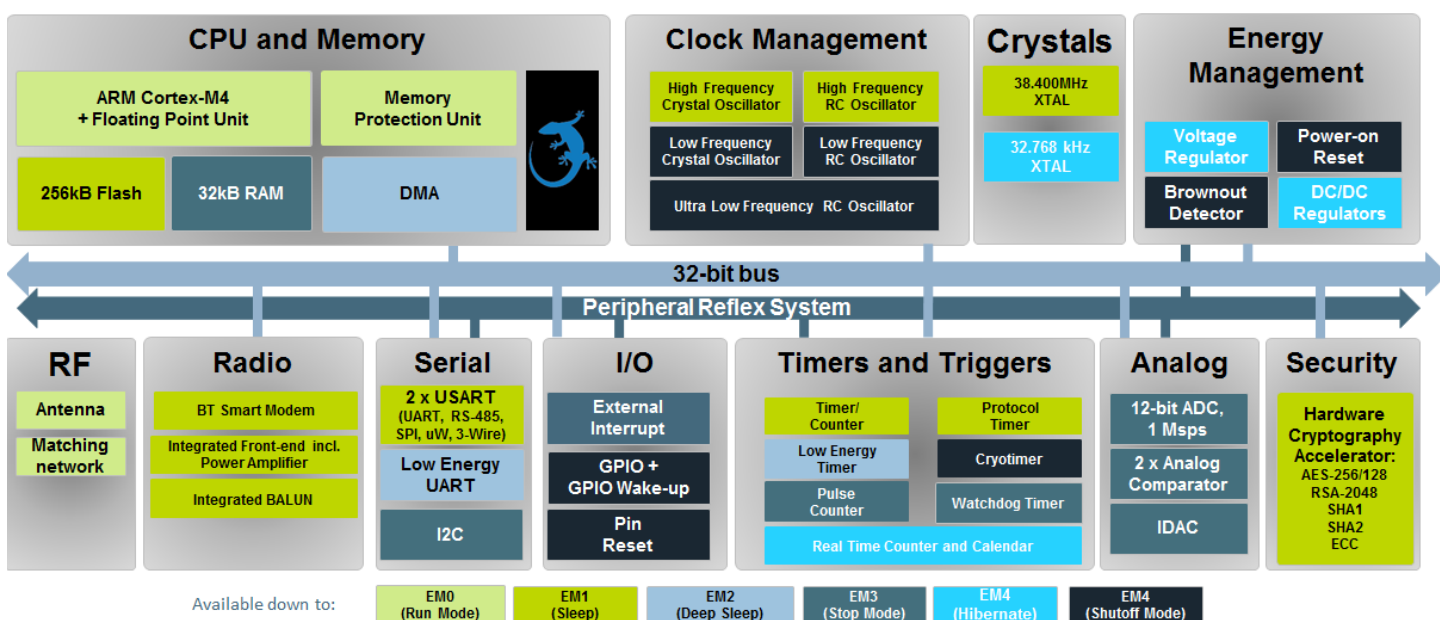 CPU and Memory
ARM Cortex-M4
+ Floating Point Unit
Memory
Protection Unit
256kB Flash
32kB RAM
DMA
Clock Management
High Frequency
Crystal Oscillator
High Frequency
RC Oscillator
Low Frequency
Crystal Oscillator
Low Frequency
RC Oscillator
Ultra Low Frequency RC Oscillator
Crystals
38.400MHz
XTAL
32.768 kHz
XTAL
Energy
Management
Voltage
Regulator
Power-on
Reset
Brownout
Detector
DC/DC
Regulators
32-bit bus
Peripheral Reflex System
RF
Antenna
Matching
network
Radio
BT Smart Modem
Integrated Front-end incl.
Power Amplifier
Integrated BALUN
Serial
2 x USART
(UART, RS-485,
SPI, uW, 3-Wire)
Low Energy
UART
I2C
I/O
External
Interrupt
GPIO +
GPIO Wake-up
Pin
Reset
Timers and Triggers
Timer/
Counter
Protocol
Timer
Low Energy
Timer
Cryotimer
Pulse
Counter
Watchdog Timer
Real Time Counter and Calendar
Analog
12-bit ADC,
1 Msps
2 x Analog
Comparator
IDAC
Security
Hardware
Cryptography
Accelerator:
AES-256/128
RSA-2048
SHA1
SHA2
ECC
Available down to:
EM0
(Run Mode)
EM1
(Sleep)
EM2
(Deep Sleep)
EM3
(Stop Mode)
EM4
(Hibernate)
EM4
(Shutoff Mode)